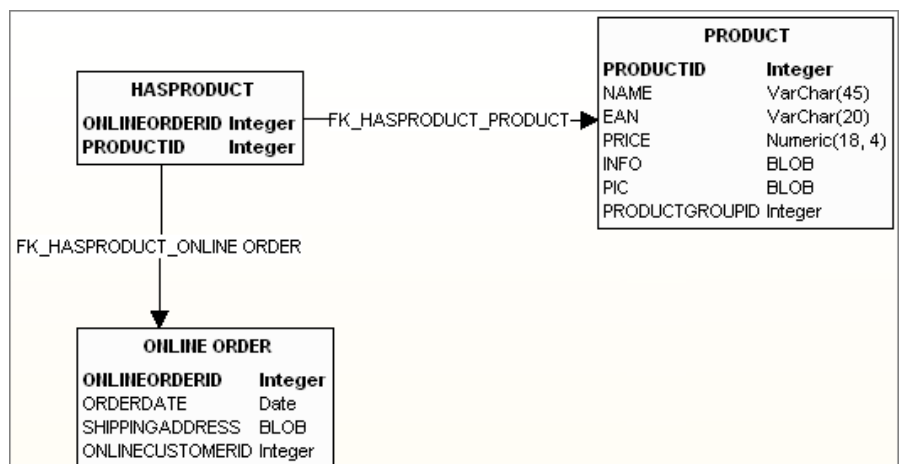 PRODUCT
PRODUCTID Integer
NAME VarChar(45)
EAN VarChar(20)
PRICE Numeric(18, 4)
INFO BLOB
PIC BLOB
PRODUCTGROUPID Integer
HASPRODUCT
ONLINEORDERID Integer
PRODUCTID Integer
FK_HASPRODUCT_PRODUCT
FK_HASPRODUCT_ONLINE ORDER
ONLINE ORDER
ONLINEORDERID Integer
ORDERDATE Date
SHIPPINGADDRESS BLOB
ONLINECUSTOMERID Integer